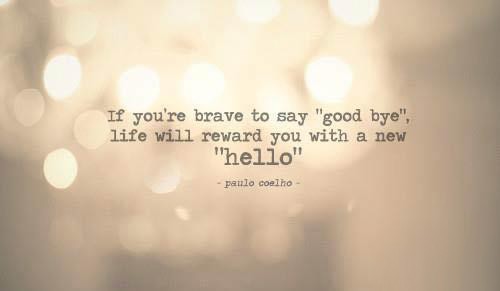 If you're brave to say "good bye",
life will reward you with a new
"hello"
- paulo coelho -